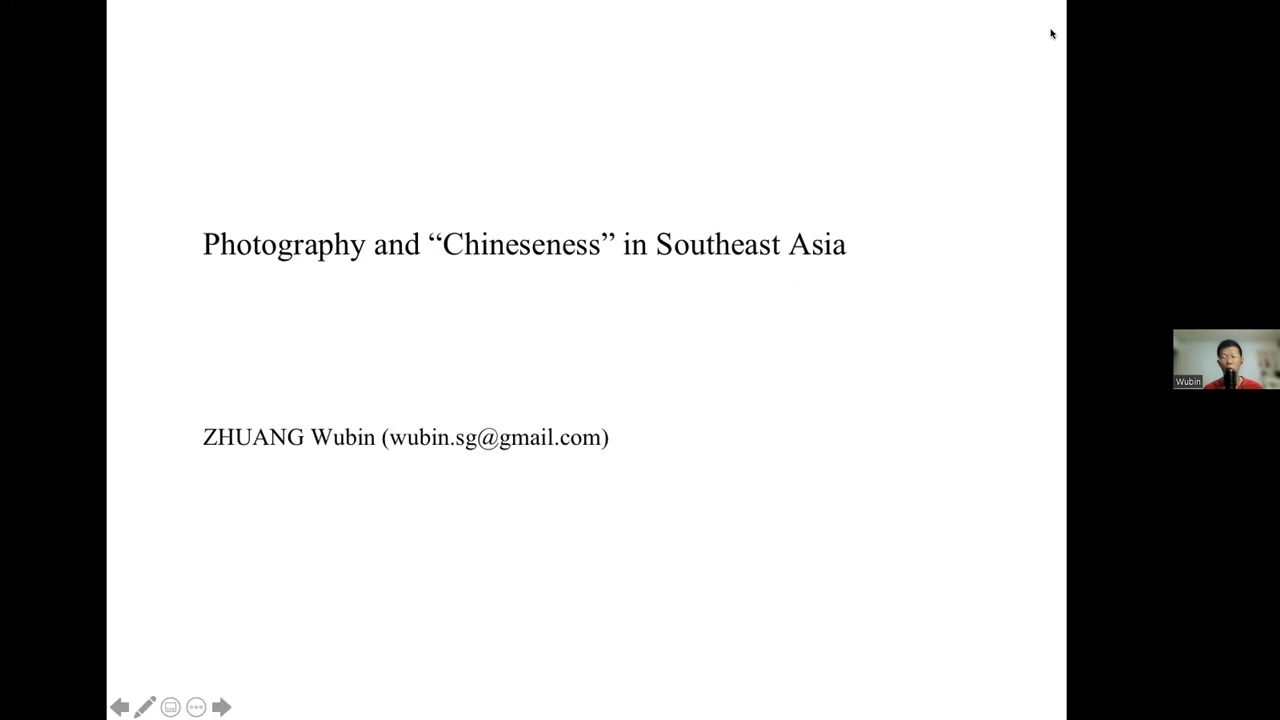 Photography and “Chineseness” in Southeast Asia
ZHUANG Wubin (wubin.sg@gmail.com)
Wubin